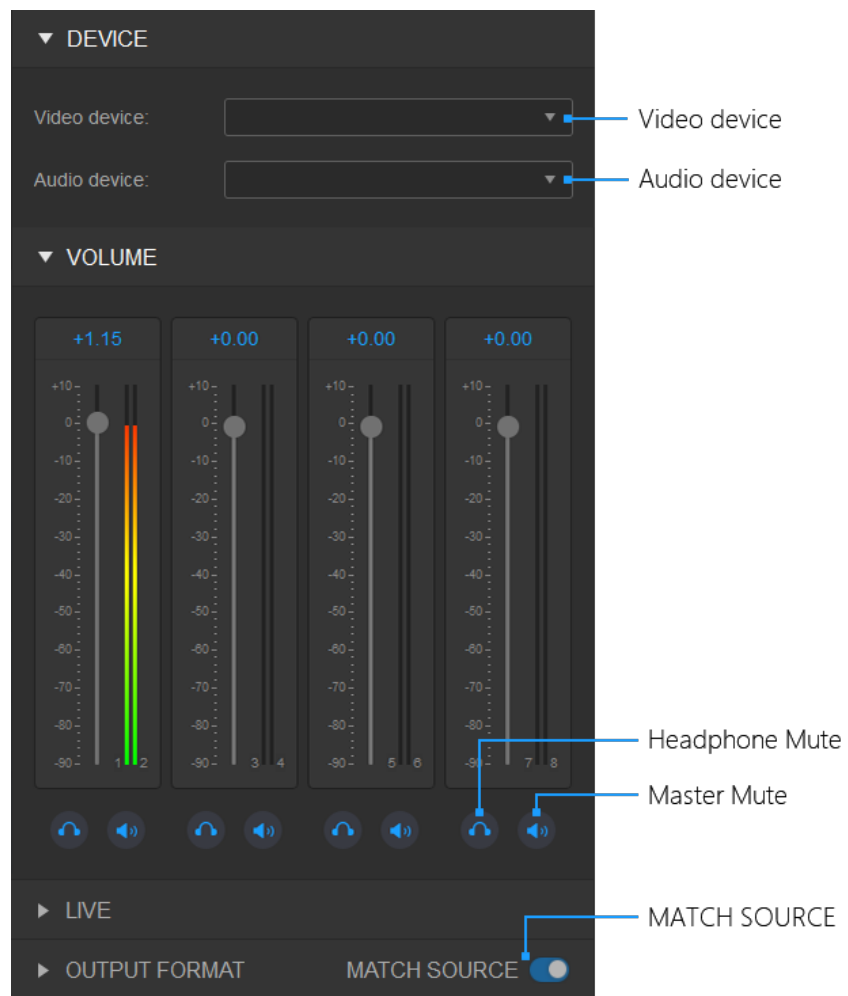 DEVICE
Video device: Video device
Audio device: Audio device
VOLUME
+1.15 +0.00 +0.00 +0.00
+10 +10 +10 +10
0 0 0 0
-10 -10 -10 -10
-20 -20 -20 -20
-30 -30 -30 -30
-40 -40 -40 -40
-50 -50 -50 -50
-60 -60 -60 -60
-70 -70 -70 -70
-80 -80 -80 -80
-90 1 2 -90 3 4 -90 5 6 -90 7 8
Headphone Mute
Master Mute
LIVE MATCH SOURCE
OUTPUT FORMAT MATCH SOURCE